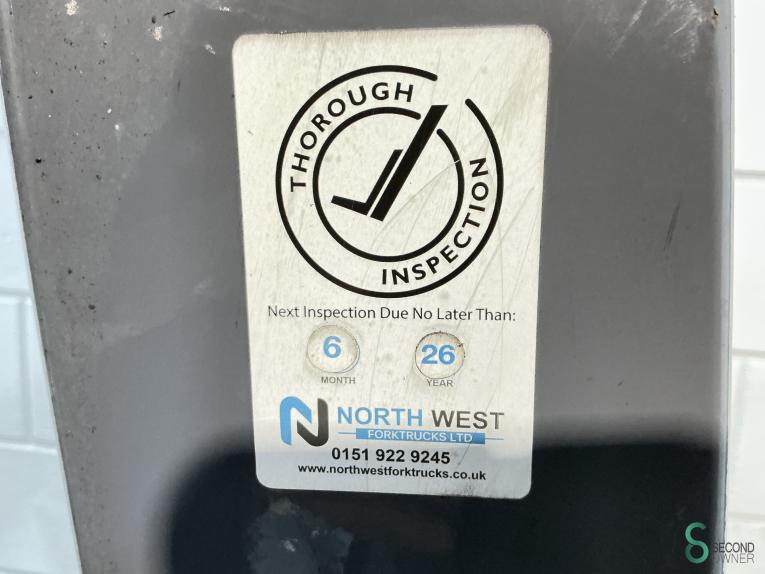 THOROUGH
INSPECTION
Next Inspection Due No Later Than:
6 26
MONTH YEAR
NORTH WEST
FORKTRUCKS LTD
0151 922 9245
www.northwestforktrucks.co.uk
SECOND
OWNER